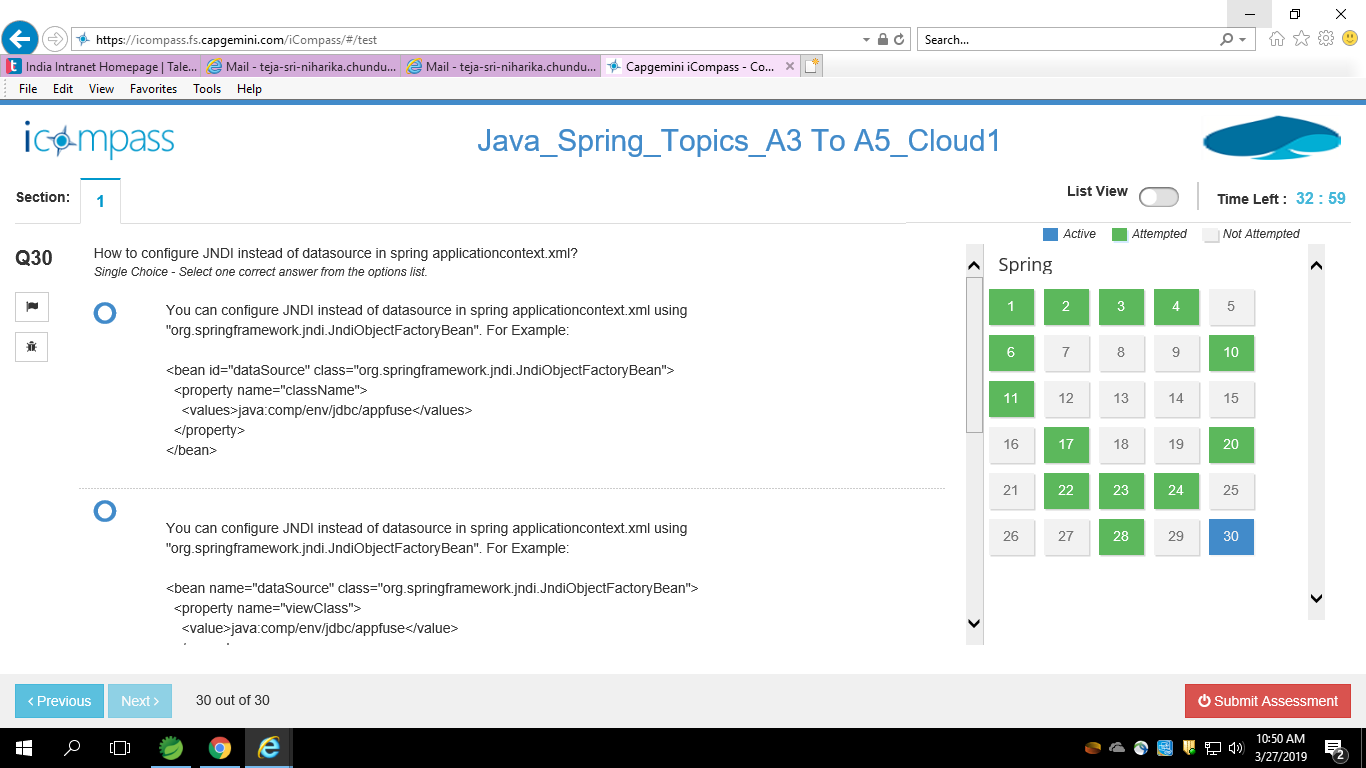 https://icompass.fs.capgemini.com/iCompass/#/test
Search...
India Intranet Homepage | Tale...
Mail - teja-sri-niharika.chundu...
Mail - teja-sri-niharika.chundu...
Capgemini iCompass - Co...
File Edit View Favorites Tools Help
icompass
Java_Spring_Topics_A3 To A5_Cloud1
Section: 1
List View
Time Left : 32 : 59
Active Attempted Not Attempted
Q30
How to configure JNDI instead of datasource in spring applicationcontext.xml?
Single Choice - Select one correct answer from the options list.
You can configure JNDI instead of datasource in spring applicationcontext.xml using
"org.springframework.jndi.JndiObjectFactoryBean". For Example:
<bean id="dataSource" class="org.springframework.jndi.JndiObjectFactoryBean">
<property name="className">
<values>java:comp/env/jdbc/appfuse</values>
</property>
</bean>
You can configure JNDI instead of datasource in spring applicationcontext.xml using
"org.springframework.jndi.JndiObjectFactoryBean". For Example:
<bean name="dataSource" class="org.springframework.jndi.JndiObjectFactoryBean">
<property name="viewClass">
<value>java:comp/env/jdbc/appfuse</value>
Spring
1 2 3 4 5
6 7 8 9 10
11 12 13 14 15
16 17 18 19 20
21 22 23 24 25
26 27 28 29 30
Previous
Next
30 out of 30
Submit Assessment
10:50 AM
3/27/2019
2